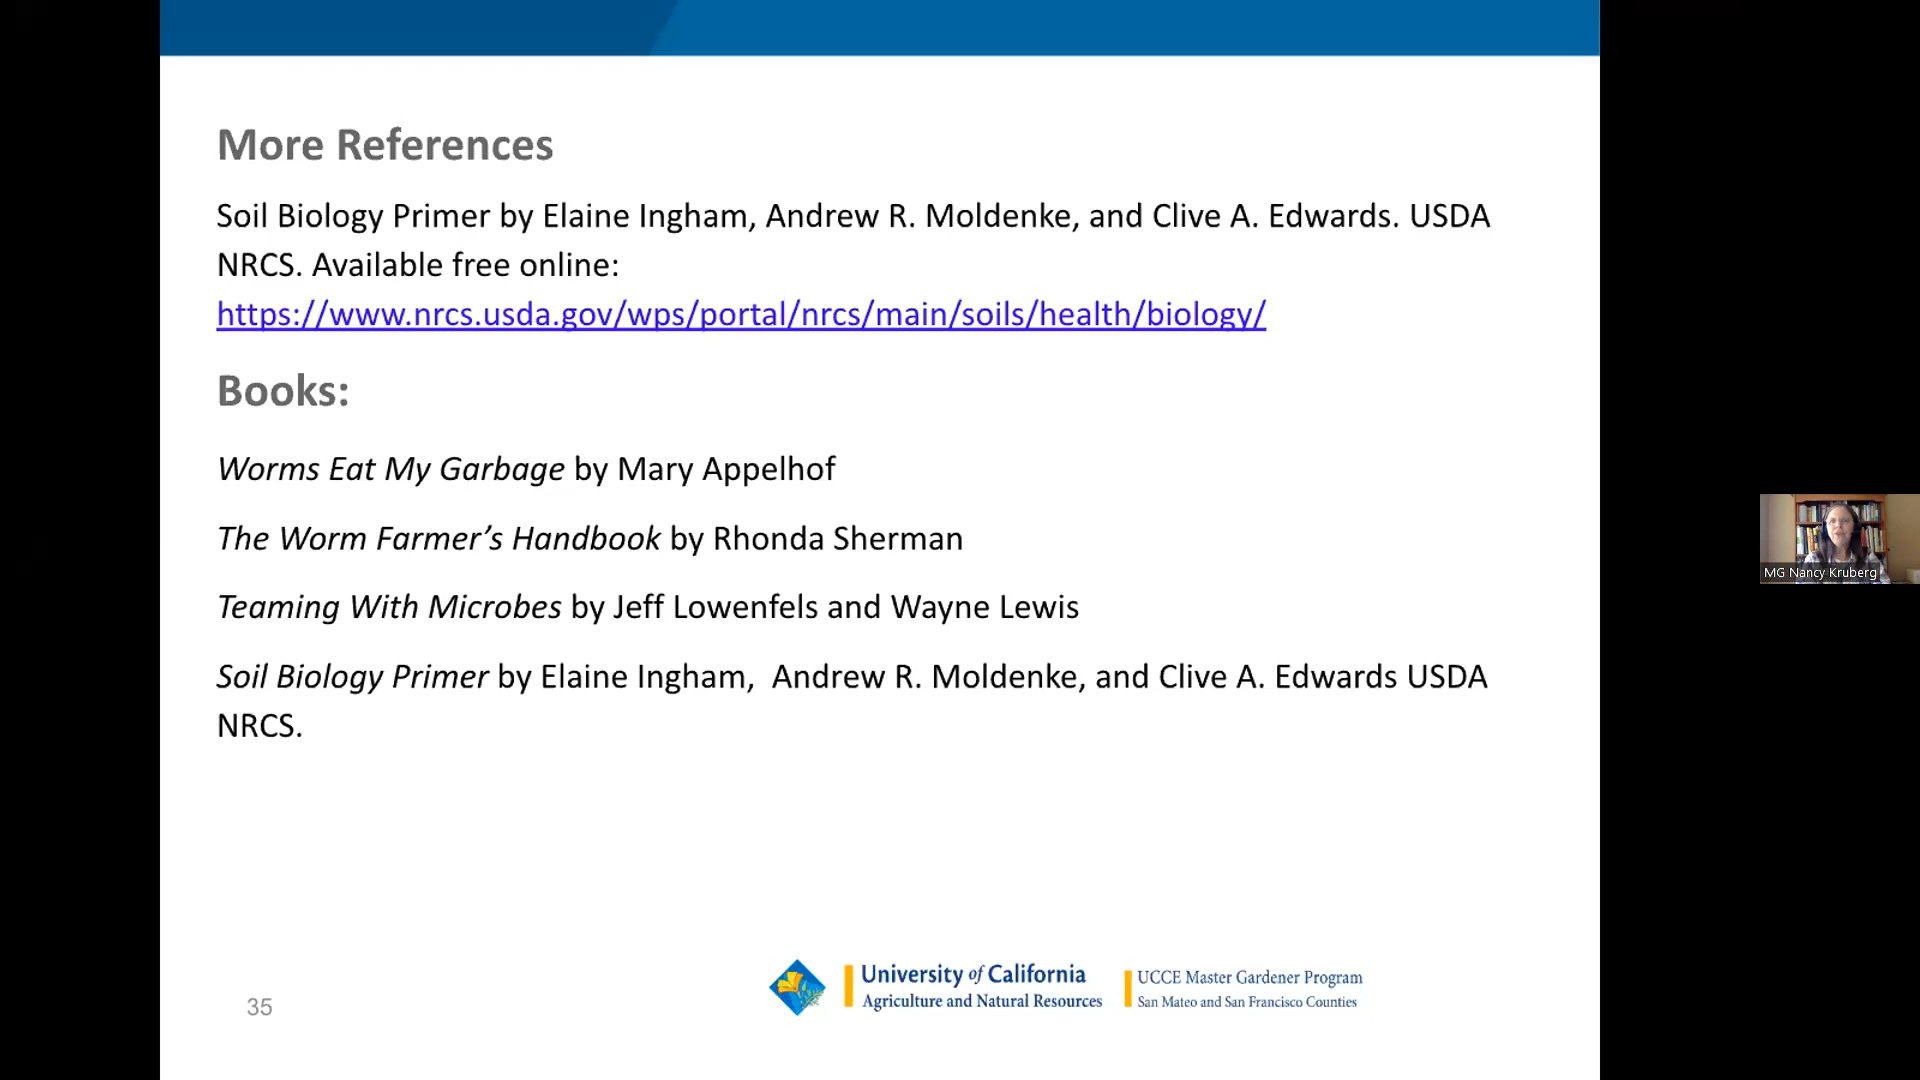 More References
Soil Biology Primer by Elaine Ingham, Andrew R. Moldenke, and Clive A. Edwards. USDA
NRCS. Available free online:
https://www.nrcs.usda.gov/wps/portal/nrcs/main/soils/health/biology/
Books:
Worms Eat My Garbage by Mary Appelhof
The Worm Farmer’s Handbook by Rhonda Sherman
Teaming With Microbes by Jeff Lowenfels and Wayne Lewis
Soil Biology Primer by Elaine Ingham,  Andrew R. Moldenke, and Clive A. Edwards USDA
NRCS.
MG Nancy Kruberg
35
University of California
Agriculture and Natural Resources
UCCE Master Gardener Program
San Mateo and San Francisco Counties